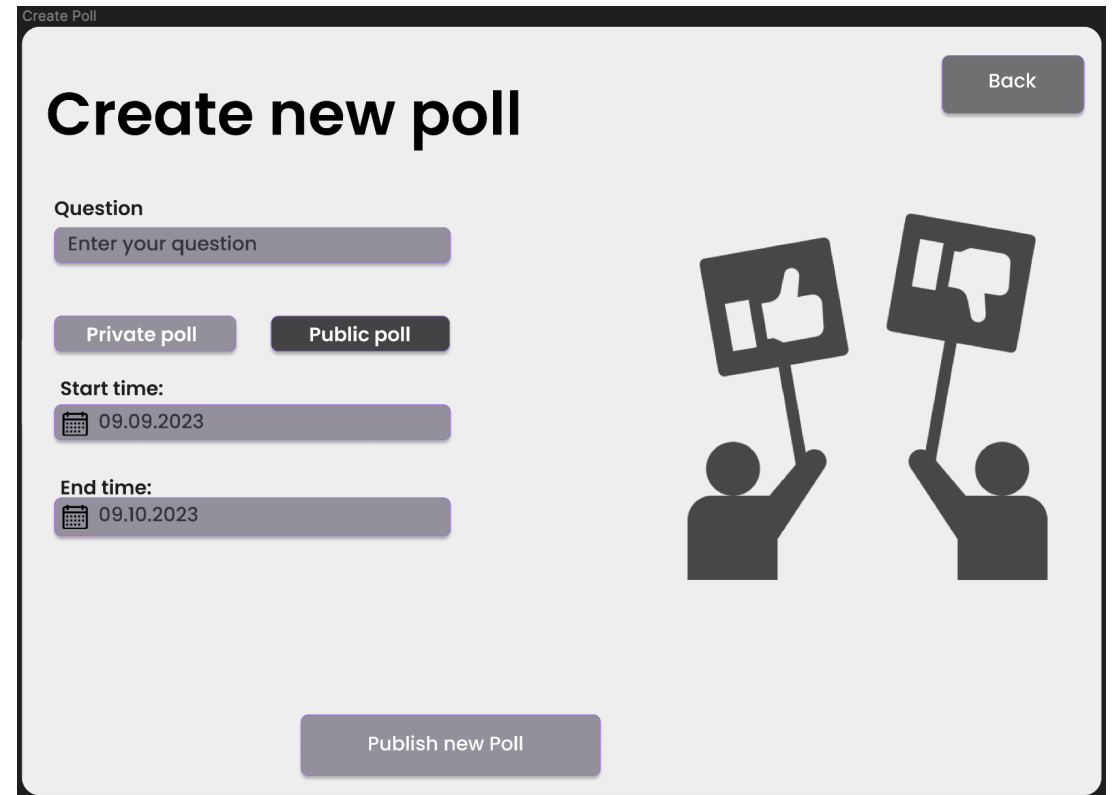 Create Poll
Back
Create new poll
Question
Enter your question
Private poll
Public poll
Start time:
09.09.2023
End time:
09.10.2023
Publish new Poll